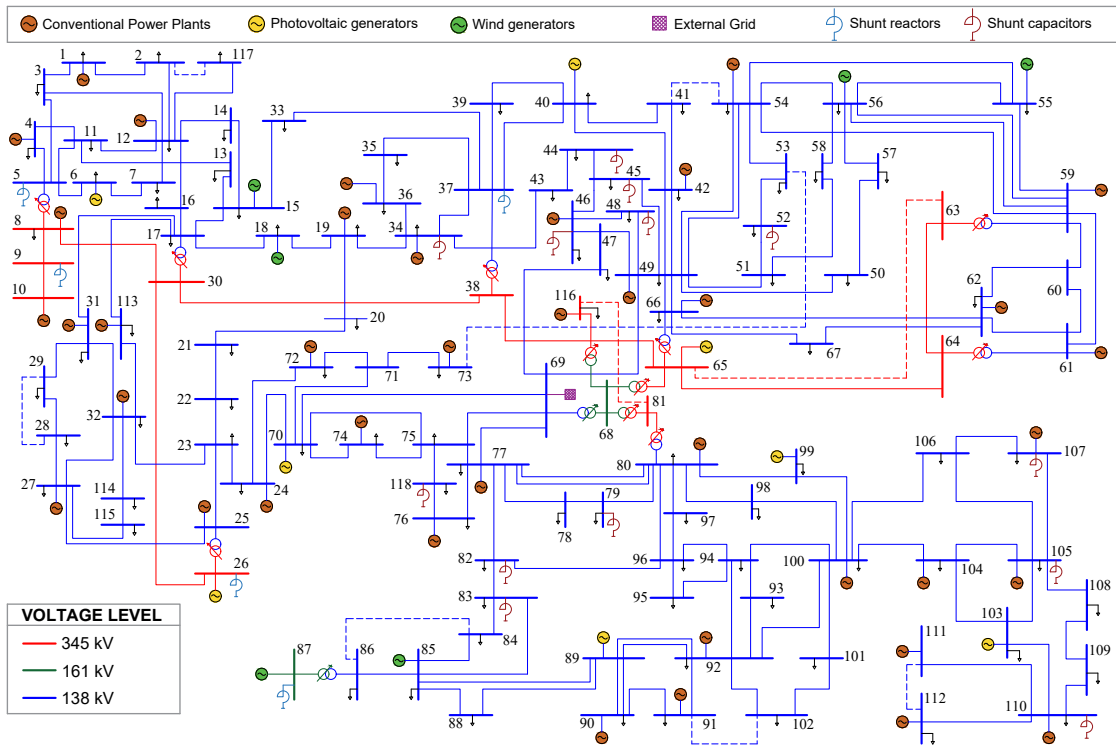 Conventional Power Plants Photovoltaic generators Wind generators External Grid Shunt reactors Shunt capacitors
1 2 117
3
4 11 12 14 33
13
35
39 40 41 54 56 55
44 45 53 58 57
5 6 7 16 15
36 37 43 46 48 42 52 59
8 17 18 19 34 47 49 51 50 63
9
10 30 38 116 66 67 62 60
31 113 20 64 61
29 21 72 71 73 69 65
28 32 22 68 81
27 23 24 70 74 75 77 80 99 106 107
114 118 79 98
115 25 76 78 97
26 82 96 94 100 104 105
83 95 93 103 108
84 111
87 86 85 89 92 101 109
112
88 90 91 102 110
VOLTAGE LEVEL
345 kV
161 kV
138 kV